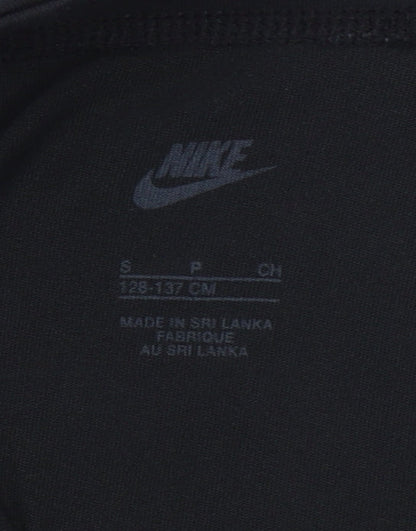 NIKE
S P CH
128-137 CM
MADE IN SRI LANKA
FABRIQUE
AU SRI LANKA